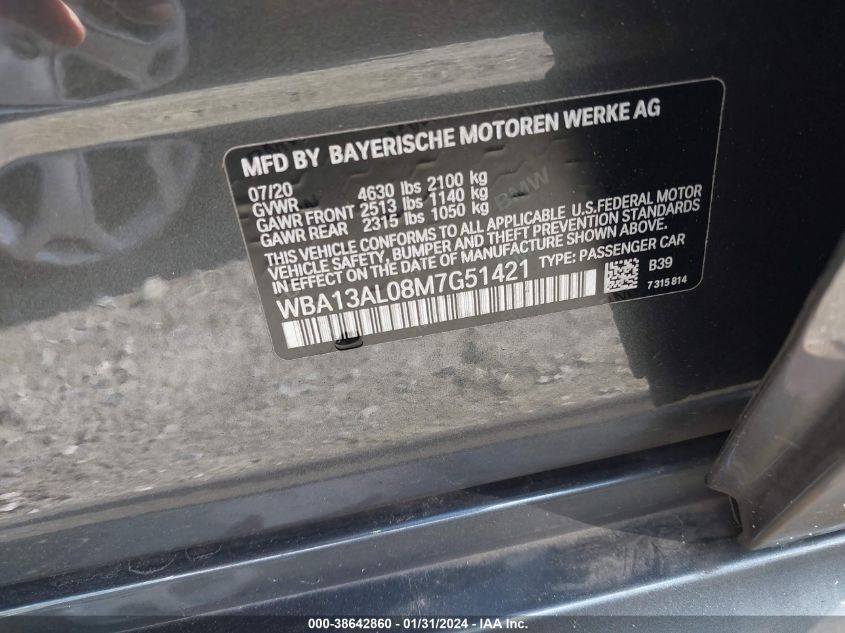 MFD BY BAYERISCHE MOTOREN WERKE AG
07/20
GVWR 4630 lbs 2100 kg
GAWR FRONT 2513 lbs 1140 kg
GAWR REAR 2315 lbs 1050 kg
THIS VEHICLE CONFORMS TO ALL APPLICABLE U.S.FEDERAL MOTOR
VEHICLE SAFETY, BUMPER AND THEFT PREVENTION STANDARDS
IN EFFECT ON THE DATE OF MANUFACTURE SHOWN ABOVE.
WBA13AL08M7G51421 TYPE: PASSENGER CAR
B39
7 315 814
BMW
000-38642860 - 01/31/2024 - IAA Inc.